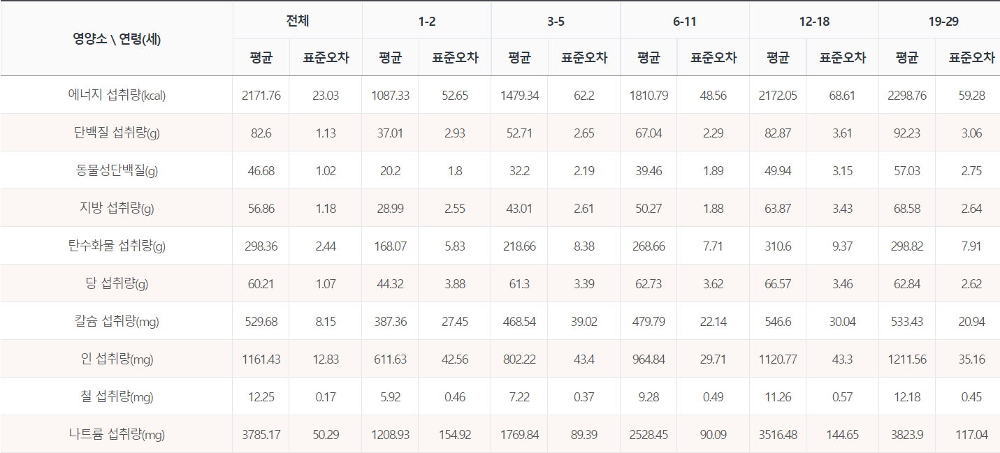 영양소 \ 연령(세) 전체 1-2 3-5 6-11 12-18 19-29
평균 표준오차 평균 표준오차 평균 표준오차 평균 표준오차 평균 표준오차 평균 표준오차
에너지 섭취량(kcal) 2171.76 23.03 1087.33 52.65 1479.34 62.2 1810.79 48.56 2172.05 68.61 2298.76 59.28
단백질 섭취량(g) 82.6 1.13 37.01 2.93 52.71 2.65 67.04 2.29 82.87 3.61 92.23 3.06
동물성단백질(g) 46.68 1.02 20.2 1.8 32.2 2.19 39.46 1.89 49.94 3.15 57.03 2.75
지방 섭취량(g) 56.86 1.18 28.99 2.55 43.01 2.61 50.27 1.88 63.87 3.43 68.58 2.64
탄수화물 섭취량(g) 298.36 2.44 168.07 5.83 218.66 8.38 268.66 7.71 310.6 9.37 298.82 7.91
당 섭취량(g) 60.21 1.07 44.32 3.88 61.3 3.39 62.73 3.62 66.57 3.46 62.84 2.62
칼슘 섭취량(mg) 529.68 8.15 387.36 27.45 468.54 39.02 479.79 22.14 546.6 30.04 533.43 20.94
인 섭취량(mg) 1161.43 12.83 611.63 42.56 802.22 43.4 964.84 29.71 1120.77 43.3 1211.56 35.16
철 섭취량(mg) 12.25 0.17 5.92 0.46 7.22 0.37 9.28 0.49 11.26 0.57 12.18 0.45
나트륨 섭취량(mg) 3785.17 50.29 1208.93 154.92 1769.84 89.39 2528.45 90.09 3516.48 144.65 3823.9 117.04